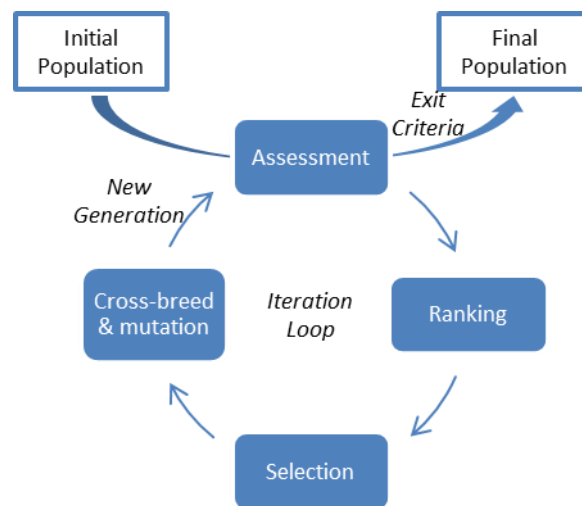 Initial
Population
Final
Population
Exit
Criteria
Assessment
New
Generation
Cross-breed
& mutation
Iteration
Loop
Ranking
Selection